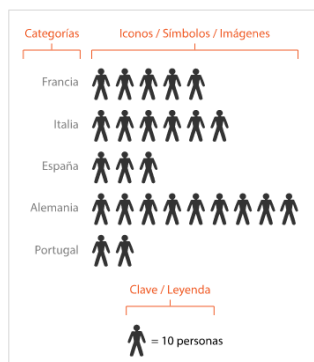 Categorías
Iconos / Símbolos / Imágenes
Francia
Italia
España
Alemania
Portugal
Clave / Leyenda
= 10 personas